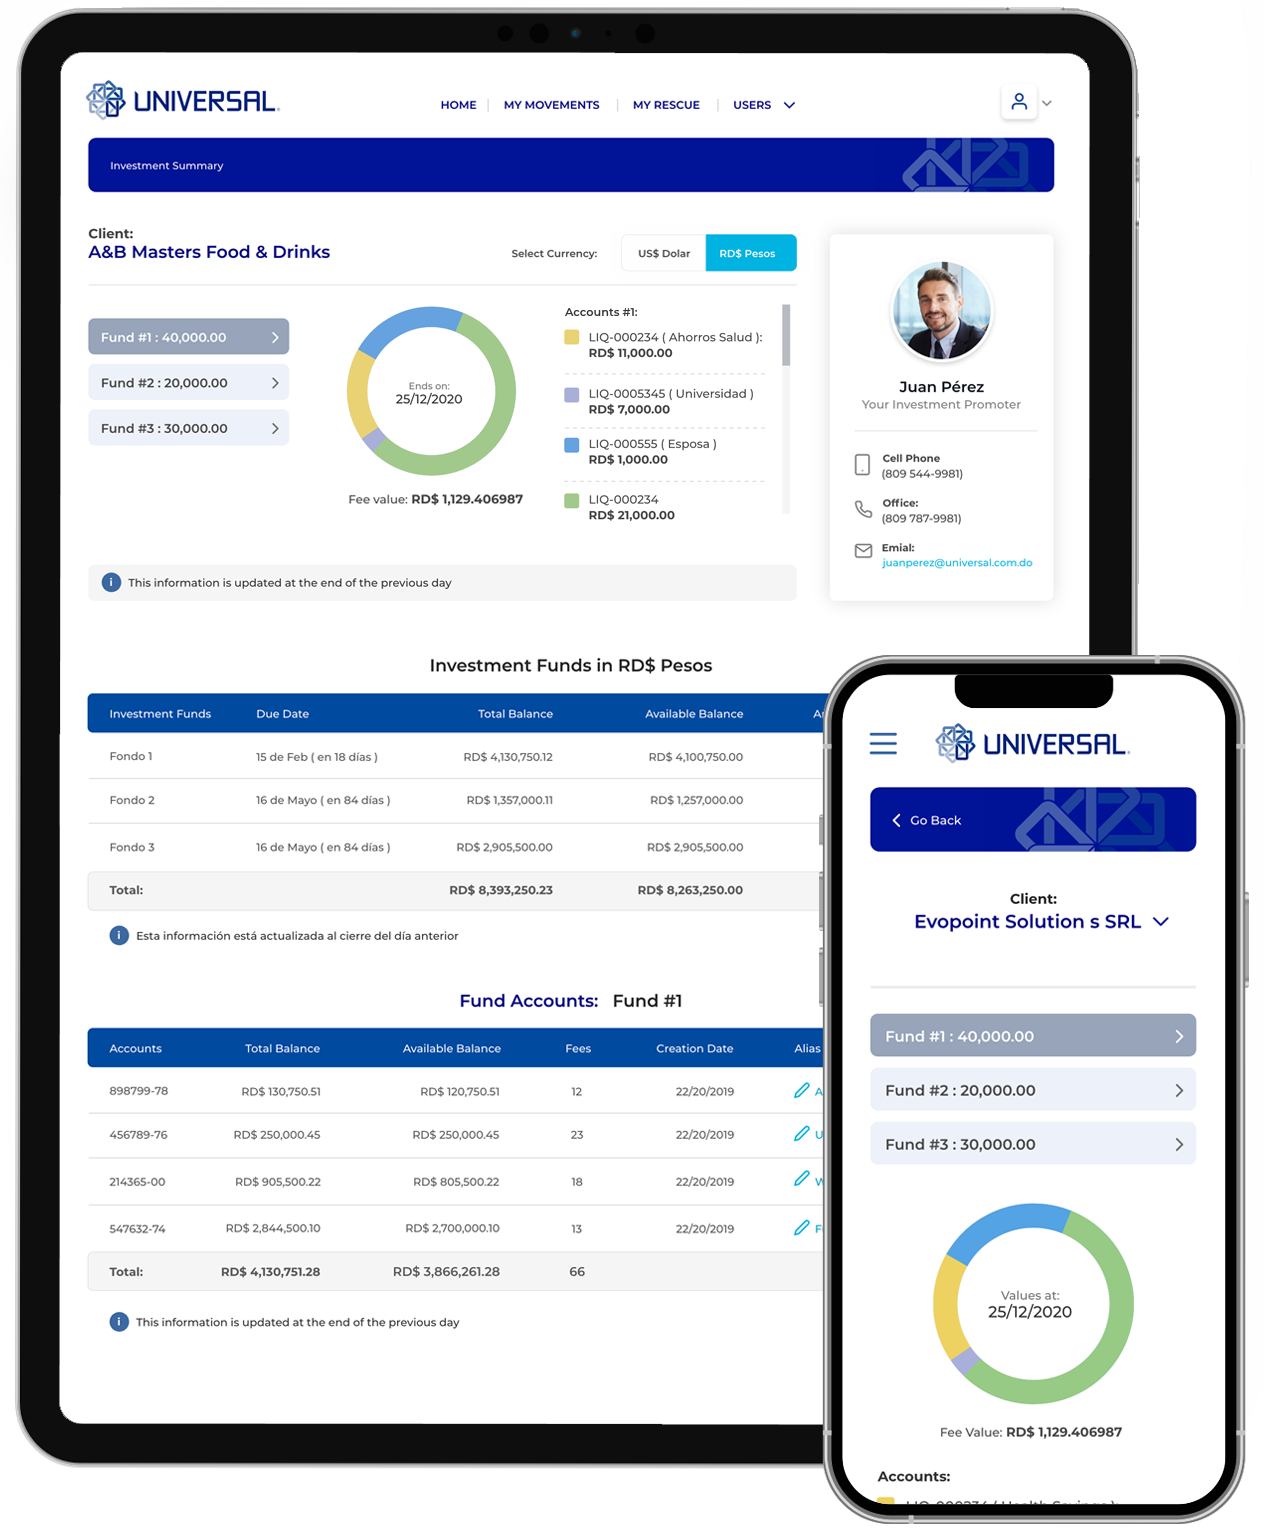 UNIVERSAL
HOME
MY MOVEMENTS
MY RESCUE
USERS
Investment Summary
Client:
A&B Masters Food & Drinks
Select Currency:
US$ Dolar
RD$ Pesos
Fund #1 : 40,000.00
Fund #2 : 20,000.00
Fund #3 : 30,000.00
Ends on:
25/12/2020
Fee value: RD$ 1,129.406987
Accounts #1:
LIQ-000234 ( Ahorros Salud ):
RD$ 11,000.00
LIQ-0005345 ( Universidad )
RD$ 7,000.00
LIQ-000555 ( Esposa )
RD$ 1,000.00
LIQ-000234
RD$ 21,000.00
Juan Pérez
Your Investment Promoter
Cell Phone
(809 544-9981)
Office:
(809 787-9981)
Emial:
juanperez@universal.com.do
This information is updated at the end of the previous day
Investment Funds in RD$ Pesos
Investment Funds Due Date Total Balance Available Balance
Fondo 1 15 de Feb ( en 18 días ) RD$ 4,130,750.12 RD$ 4,100,750.00
Fondo 2 16 de Mayo ( en 84 días ) RD$ 1,357,000.11 RD$ 1,257,000.00
Fondo 3 16 de Mayo ( en 84 días ) RD$ 2,905,500.00 RD$ 2,905,500.00
Total: RD$ 8,393,250.23 RD$ 8,263,250.00
Esta información está actualizada al cierre del día anterior
Fund Accounts: Fund #1
Accounts Total Balance Available Balance Fees Creation Date Alias
898799-78 RD$ 130,750.51 RD$ 120,750.51 12 22/20/2019
456789-76 RD$ 250,000.45 RD$ 250,000.45 23 22/20/2019
214365-00 RD$ 905,500.22 RD$ 805,500.22 18 22/20/2019
547632-74 RD$ 2,844,500.10 RD$ 2,700,000.10 13 22/20/2019
Total: RD$ 4,130,751.28 RD$ 3,866,261.28 66
This information is updated at the end of the previous day
UNIVERSAL
Go Back
Client:
Evopoint Solution s SRL
Fund #1 : 40,000.00
Fund #2 : 20,000.00
Fund #3 : 30,000.00
Values at:
25/12/2020
Fee Value: RD$ 1,129.406987
Accounts:
LIQ-000234 ( Health Savings ):